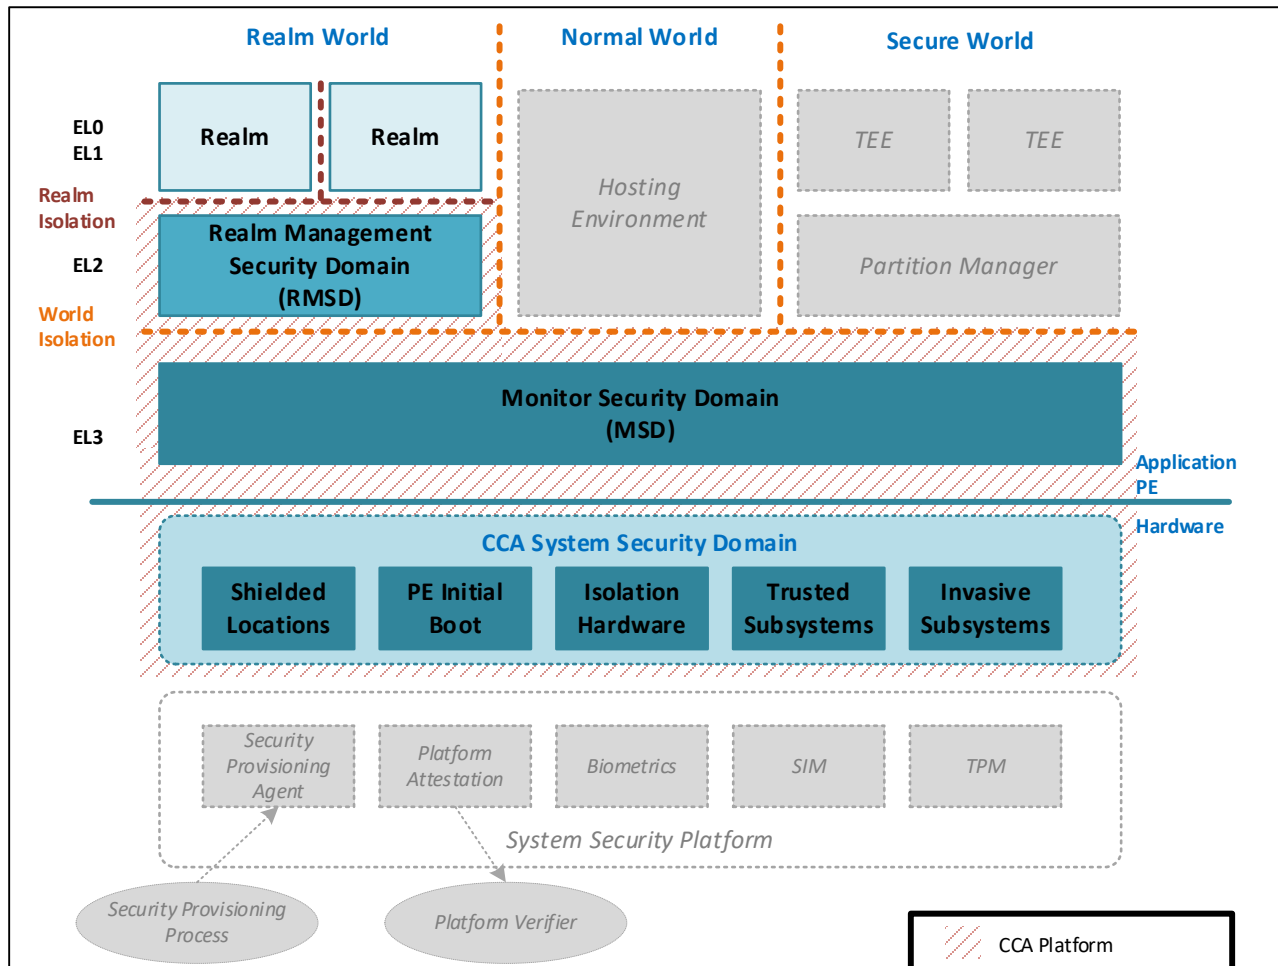 Realm World
Normal World
Secure World
EL0
EL1
Realm
Realm
Hosting
Environment
TEE
TEE
Realm
Isolation
EL2
Realm Management
Security Domain
(RMSD)
Partition Manager
World
Isolation
EL3
Monitor Security Domain
(MSD)
Application
PE
Hardware
CCA System Security Domain
Shielded
Locations
PE Initial
Boot
Isolation
Hardware
Trusted
Subsystems
Invasive
Subsystems
Security
Provisioning
Agent
Platform
Attestation
Biometrics
SIM
TPM
System Security Platform
Security Provisioning
Process
Platform Verifier
CCA Platform